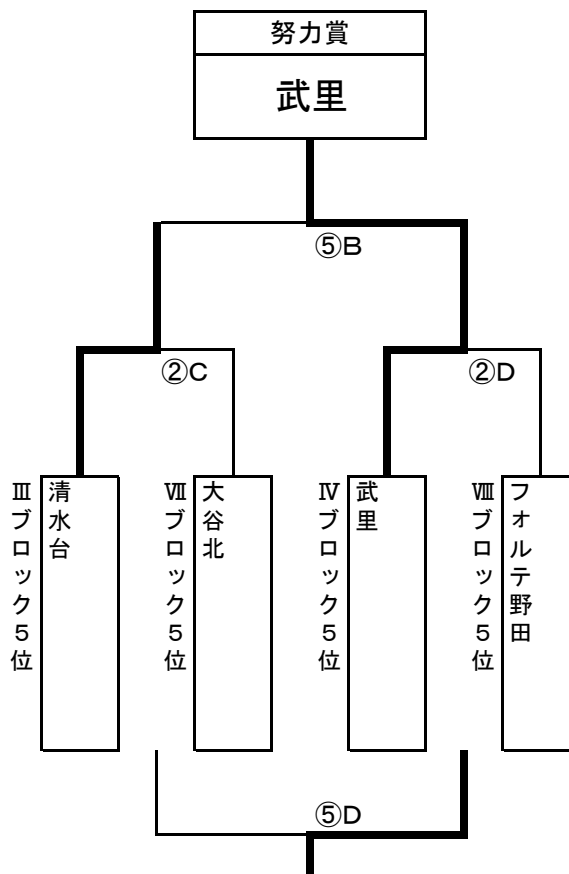 努力賞
武里
⑤B
②C
②D
Ⅲブロック5位
清水台
Ⅶブロック5位
大谷北
Ⅳブロック5位
武里
Ⅷブロック5位
フォルテ野田
⑤D